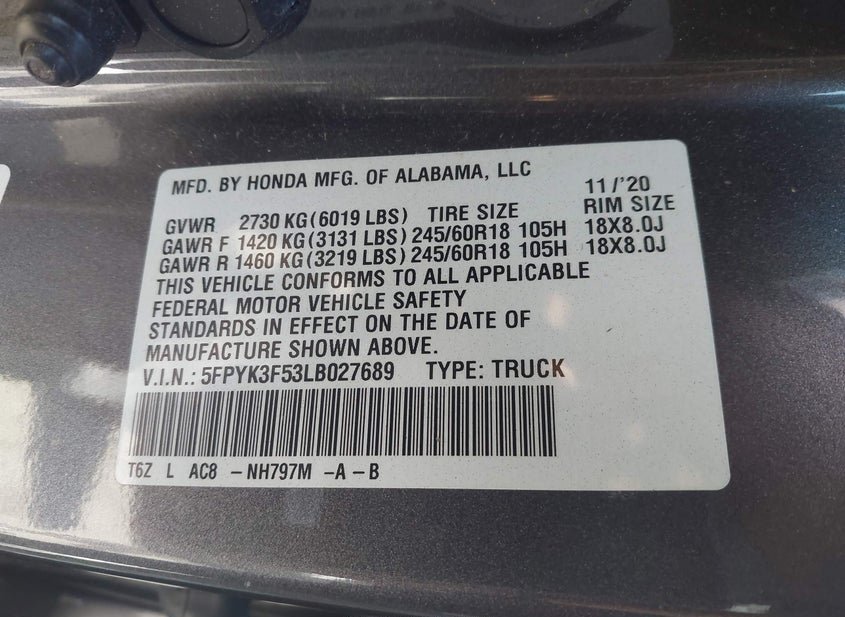 MFD. BY HONDA MFG. OF ALABAMA, LLC 11/'20
GVWR 2730 KG(6019 LBS) TIRE SIZE RIM SIZE
GAWR F 1420 KG(3131 LBS) 245/60R18 105H 18X8.0J
GAWR R 1460 KG(3219 LBS) 245/60R18 105H 18X8.0J
THIS VEHICLE CONFORMS TO ALL APPLICABLE
FEDERAL MOTOR VEHICLE SAFETY
STANDARDS IN EFFECT ON THE DATE OF
MANUFACTURE SHOWN ABOVE.
V.I.N.: 5FPYK3F53LB027689 TYPE: TRUCK
T6Z L AC8 -NH797M -A-B